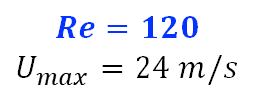 Re = 120
U_max = 24 m/s